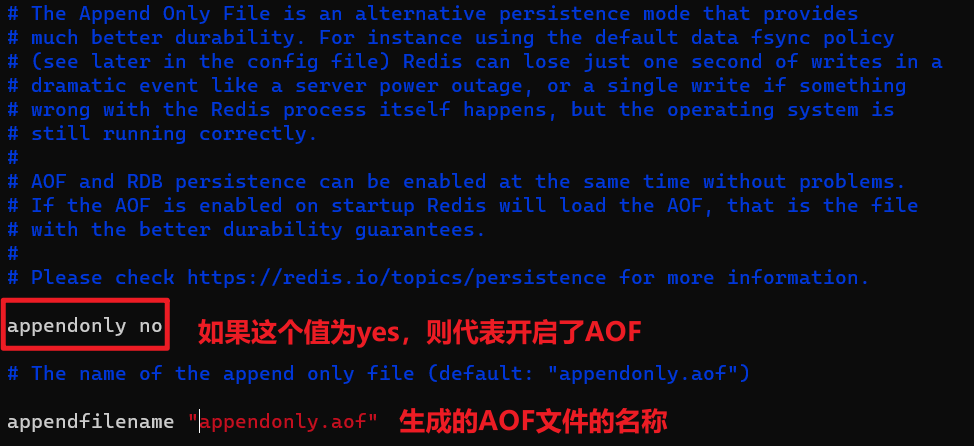 # The Append Only File is an alternative persistence mode that provides
# much better durability. For instance using the default data fsync policy
# (see later in the config file) Redis can lose just one second of writes in a
# dramatic event like a server power outage, or a single write if something
# wrong with the Redis process itself happens, but the operating system is
# still running correctly.
#
# AOF and RDB persistence can be enabled at the same time without problems.
# If the AOF is enabled on startup Redis will load the AOF, that is the file
# with the better durability guarantees.
#
# Please check https://redis.io/topics/persistence for more information.
appendonly no 如果这个值为yes，则代表开启了AOF
# The name of the append only file (default: "appendonly.aof")
appendfilename "appendonly.aof" 生成的AOF文件的名称